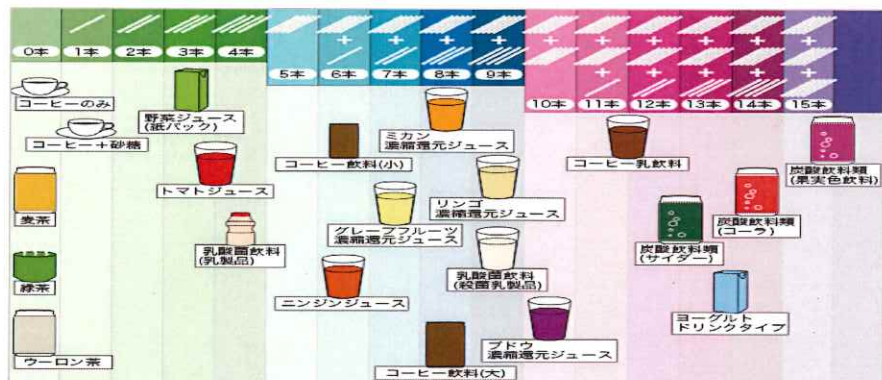 0本
1本
2本
3本
4本
5本
6本
7本
8本
9本
10本
11本
12本
13本
14本
15本
コーヒーのみ
コーヒー+砂糖
野菜ジュース
(紙パック)
トマトジュース
麦茶
乳酸菌飲料
(乳製品)
緑茶
ウーロン茶
コーヒー飲料(小)
ミカン
濃縮還元ジュース
グレープフルーツ
濃縮還元ジュース
リンゴ
濃縮還元ジュース
乳酸菌飲料
(殺菌乳製品)
ニンジンジュース
ブドウ
濃縮還元ジュース
コーヒー飲料(大)
コーヒー乳飲料
炭酸飲料類
(果実色飲料)
炭酸飲料類
(コーラ)
炭酸飲料類
(サイダー)
ヨーグルト
ドリンクタイプ